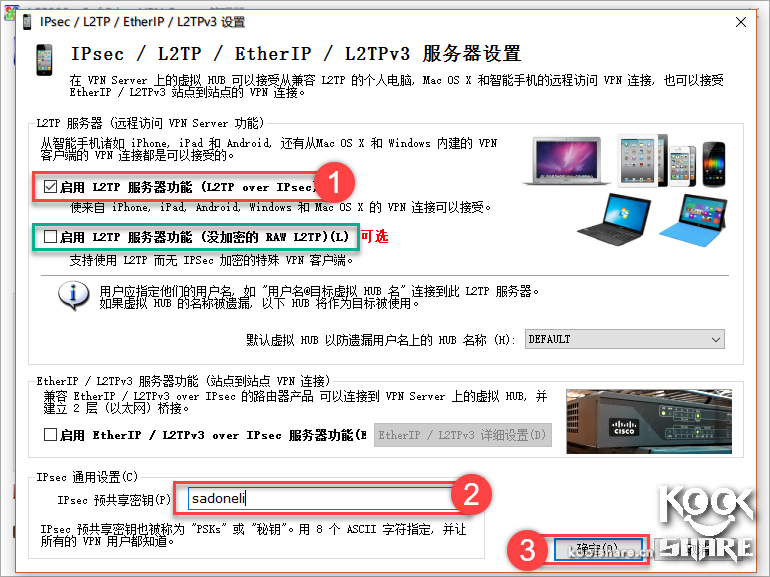 IPsec / L2TP / EtherIP / L2TPv3 设置
IPsec / L2TP / EtherIP / L2TPv3 服务器设置
在 VPN Server 上的虚拟 HUB 可以接受从兼容 L2TP 的个人电脑, Mac OS X 和智能手机的远程访问 VPN 连接, 也可以接受
EtherIP / L2TPv3 站点到站点的 VPN 连接。
L2TP 服务器 (远程访问 VPN Server 功能)
从智能手机诸如 iPhone, iPad 和 Android, 还有从Mac OS X 和 Windows 内建的 VPN
客户端的 VPN 连接都是可以接受的。
启用 L2TP 服务器功能 (L2TP over IPsec)
1
使来自 iPhone, iPad, Android, Windows 和 Mac OS X 的 VPN 连接可以接受。
启用 L2TP 服务器功能 (没加密的 RAW L2TP)(L)
可选
支持使用 L2TP 而无 IPSec 加密的特殊 VPN 客户端。
用户应指定他们的用户名, 如 "用户名@目标虚拟 HUB 名" 连接到此 L2TP 服务器。
如果虚拟 HUB 的名称被遗漏, 以下 HUB 将作为目标被使用。
默认虚拟 HUB 以防遗漏用户名上的 HUB 名称 (H):
DEFAULT
EtherIP / L2TPv3 服务器功能 (站点到站点 VPN 连接)
兼容 EtherIP / L2TPv3 over IPsec 的路由器产品 可以连接到 VPN Server 上的虚拟 HUB, 并
建立 2 层 (以太网) 桥接。
启用 EtherIP / L2TPv3 over IPsec 服务器功能(E
EtherIP / L2TPv3 详细设置(D)
CISCO
IPsec 通用设置(C)
IPsec 预共享密钥(P)
sadoneli
2
IPsec 预共享密钥也被称为 "PSKs" 或 "秘钥"。用 8 个 ASCII 字符指定, 并让
所有的 VPN 用户都知道。
3
确定(O)
KOOK
SHARE